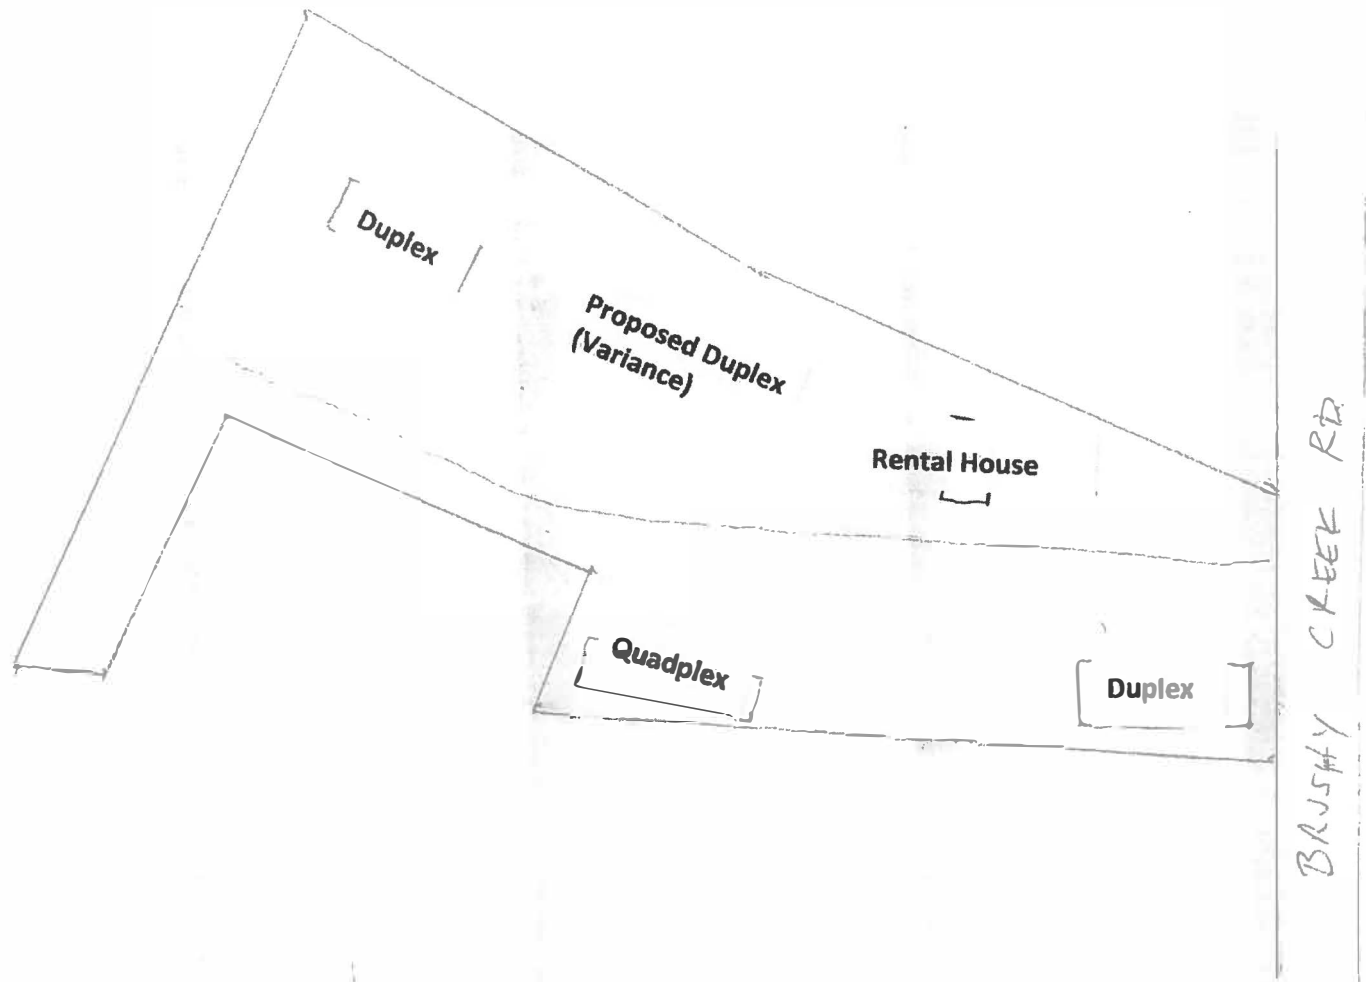 Duplex
Proposed Duplex
(Variance)
Rental House
Quadplex
Duplex
BRUSHY CREEK RD.